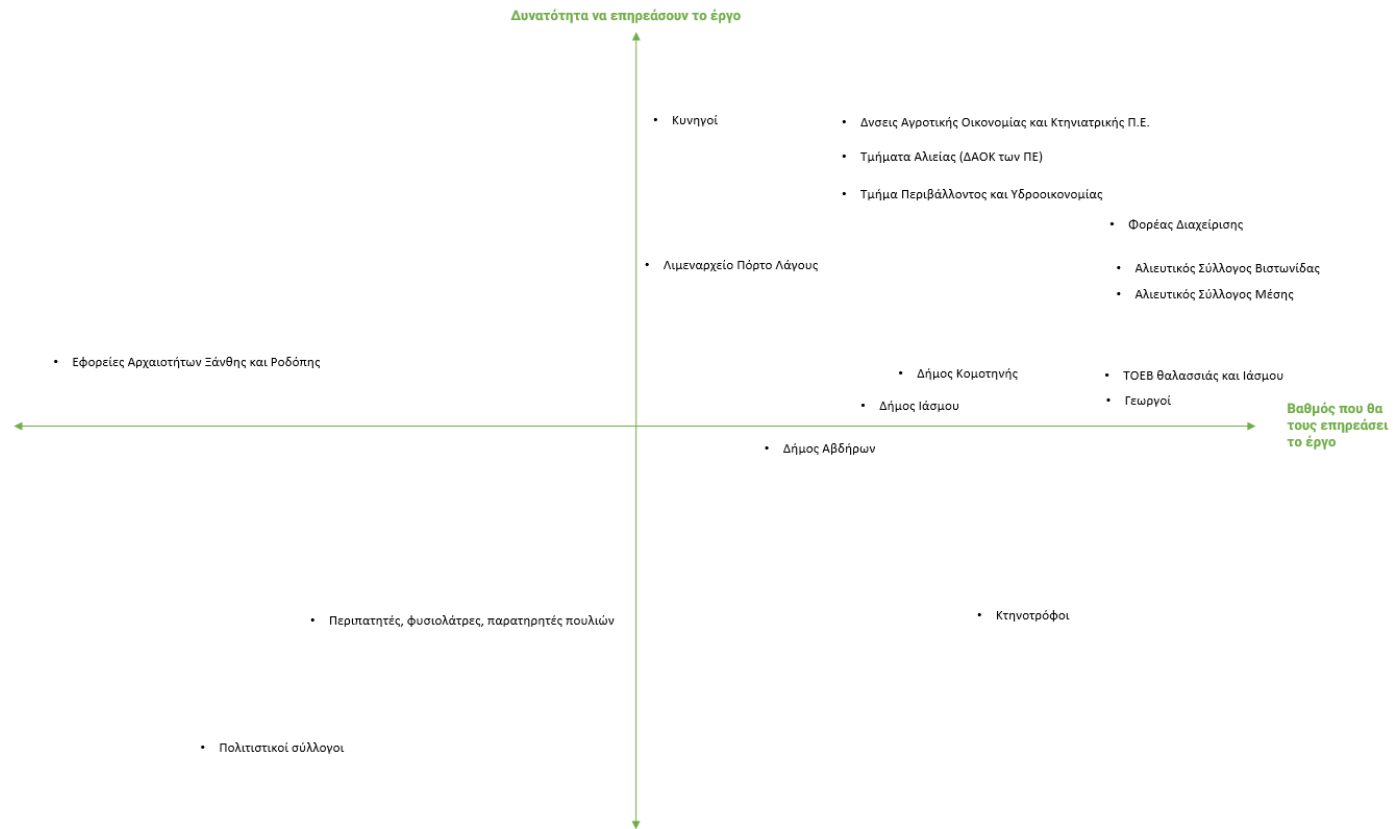 Δυνατότητα να επηρεάσουν το έργο
• Κυνηγοί
• Δνσεις Αγροτικής Οικονομίας και Κτηνιατρικής Π.Ε.
• Τμήματα Αλιείας (ΔΑΟΚ των ΠΕ)
• Τμήμα Περιβάλλοντος και Υδροοικονομίας
• Φορέας Διαχείρισης
• Λιμεναρχείο Πόρτο Λάγους
• Αλιευτικός Σύλλογος Βιστωνίδας
• Αλιευτικός Σύλλογος Μέσης
• Εφορείες Αρχαιοτήτων Ξάνθης και Ροδόπης
• Δήμος Κομοτηνής
• ΤΟΕΒ θαλασσιάς και Ιάσμου
• Δήμος Ιάσμου
• Γεωργοί
Βαθμός που θα
τους επηρεάσει
το έργο
• Δήμος Αβδήρων
• Περιπατητές, φυσιολάτρες, παρατηρητές πουλιών
• Κτηνοτρόφοι
• Πολιτιστικοί σύλλογοι